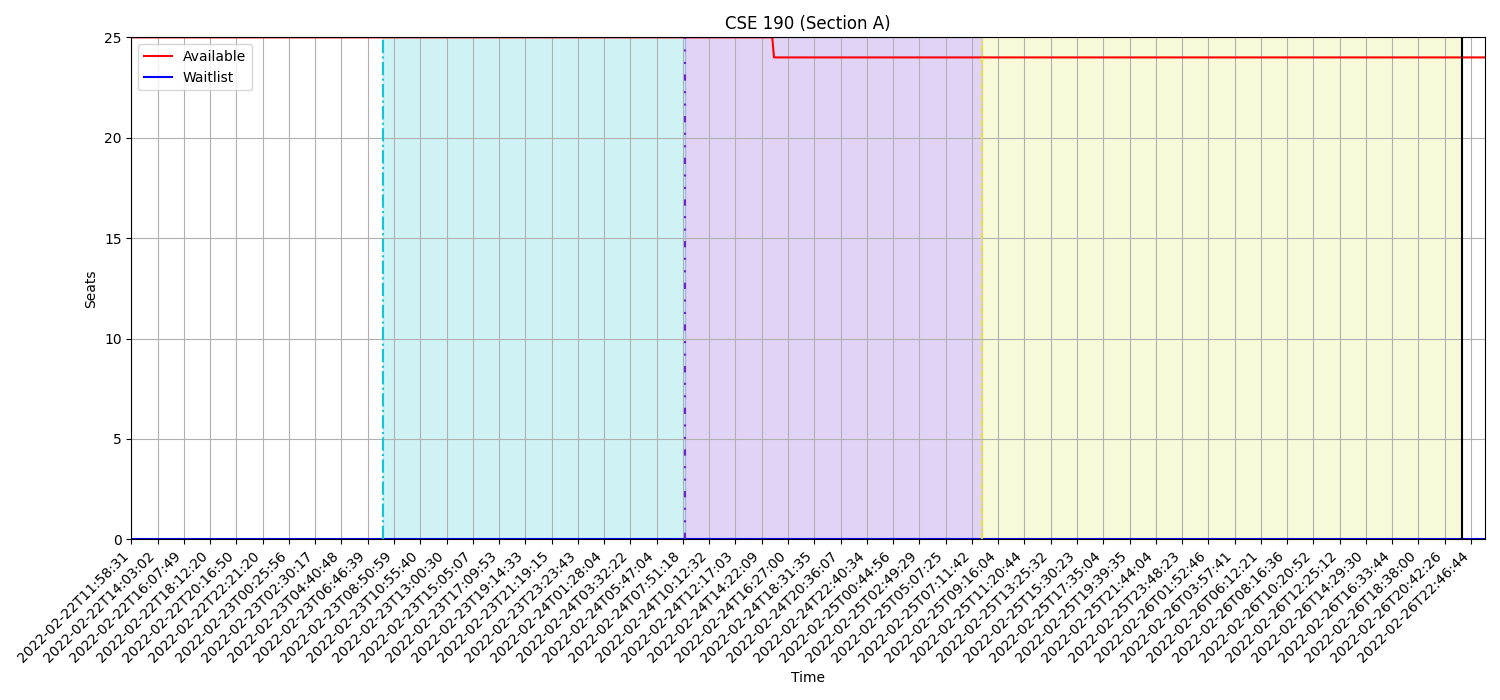 CSE 190 (Section A)
Available
Waitlist
25
20
15
10
5
0
Seats
2022-02-22T11:58:31
2022-02-22T14:03:02
2022-02-22T16:07:49
2022-02-22T18:12:20
2022-02-22T20:16:50
2022-02-22T22:21:20
2022-02-23T00:25:56
2022-02-23T02:30:17
2022-02-23T04:40:48
2022-02-23T06:46:39
2022-02-23T08:50:59
2022-02-23T10:55:40
2022-02-23T13:00:30
2022-02-23T15:05:07
2022-02-23T17:09:53
2022-02-23T19:14:33
2022-02-23T21:19:15
2022-02-23T23:23:43
2022-02-24T01:28:04
2022-02-24T03:32:22
2022-02-24T05:47:04
2022-02-24T07:51:18
2022-02-24T10:12:32
2022-02-24T12:17:03
2022-02-24T14:22:09
2022-02-24T16:27:00
2022-02-24T18:31:35
2022-02-24T20:36:07
2022-02-24T22:40:34
2022-02-25T00:44:56
2022-02-25T02:49:29
2022-02-25T05:07:25
2022-02-25T07:11:42
2022-02-25T09:16:04
2022-02-25T11:20:44
2022-02-25T13:25:32
2022-02-25T15:30:23
2022-02-25T17:35:04
2022-02-25T19:39:35
2022-02-25T21:44:04
2022-02-25T23:48:23
2022-02-26T01:52:46
2022-02-26T03:57:41
2022-02-26T06:12:21
2022-02-26T08:16:36
2022-02-26T10:20:52
2022-02-26T12:25:12
2022-02-26T14:29:30
2022-02-26T16:33:44
2022-02-26T18:38:00
2022-02-26T20:42:26
2022-02-26T22:46:44
Time